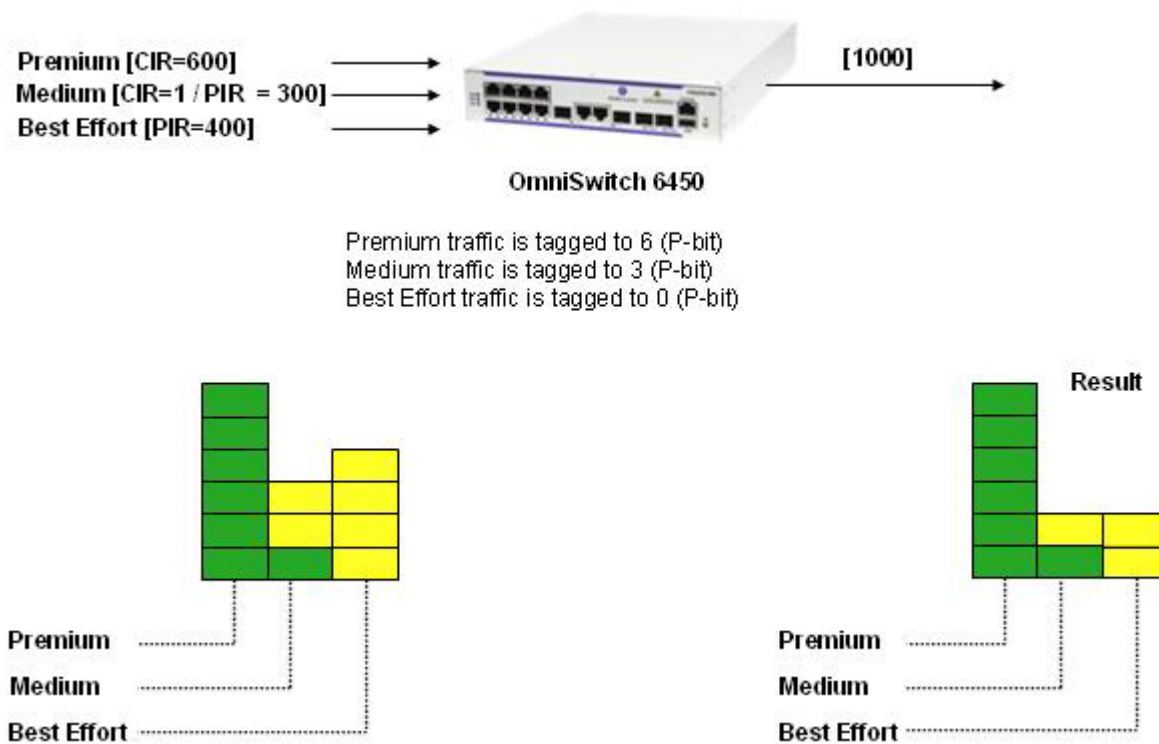 Premium [CIR=600]
Medium [CIR=1 / PIR = 300]
Best Effort [PIR=400]
[1000]
OmniSwitch 6450
Premium traffic is tagged to 6 (P-bit)
Medium traffic is tagged to 3 (P-bit)
Best Effort traffic is tagged to 0 (P-bit)
Result
Premium
Medium
Best Effort
Premium
Medium
Best Effort